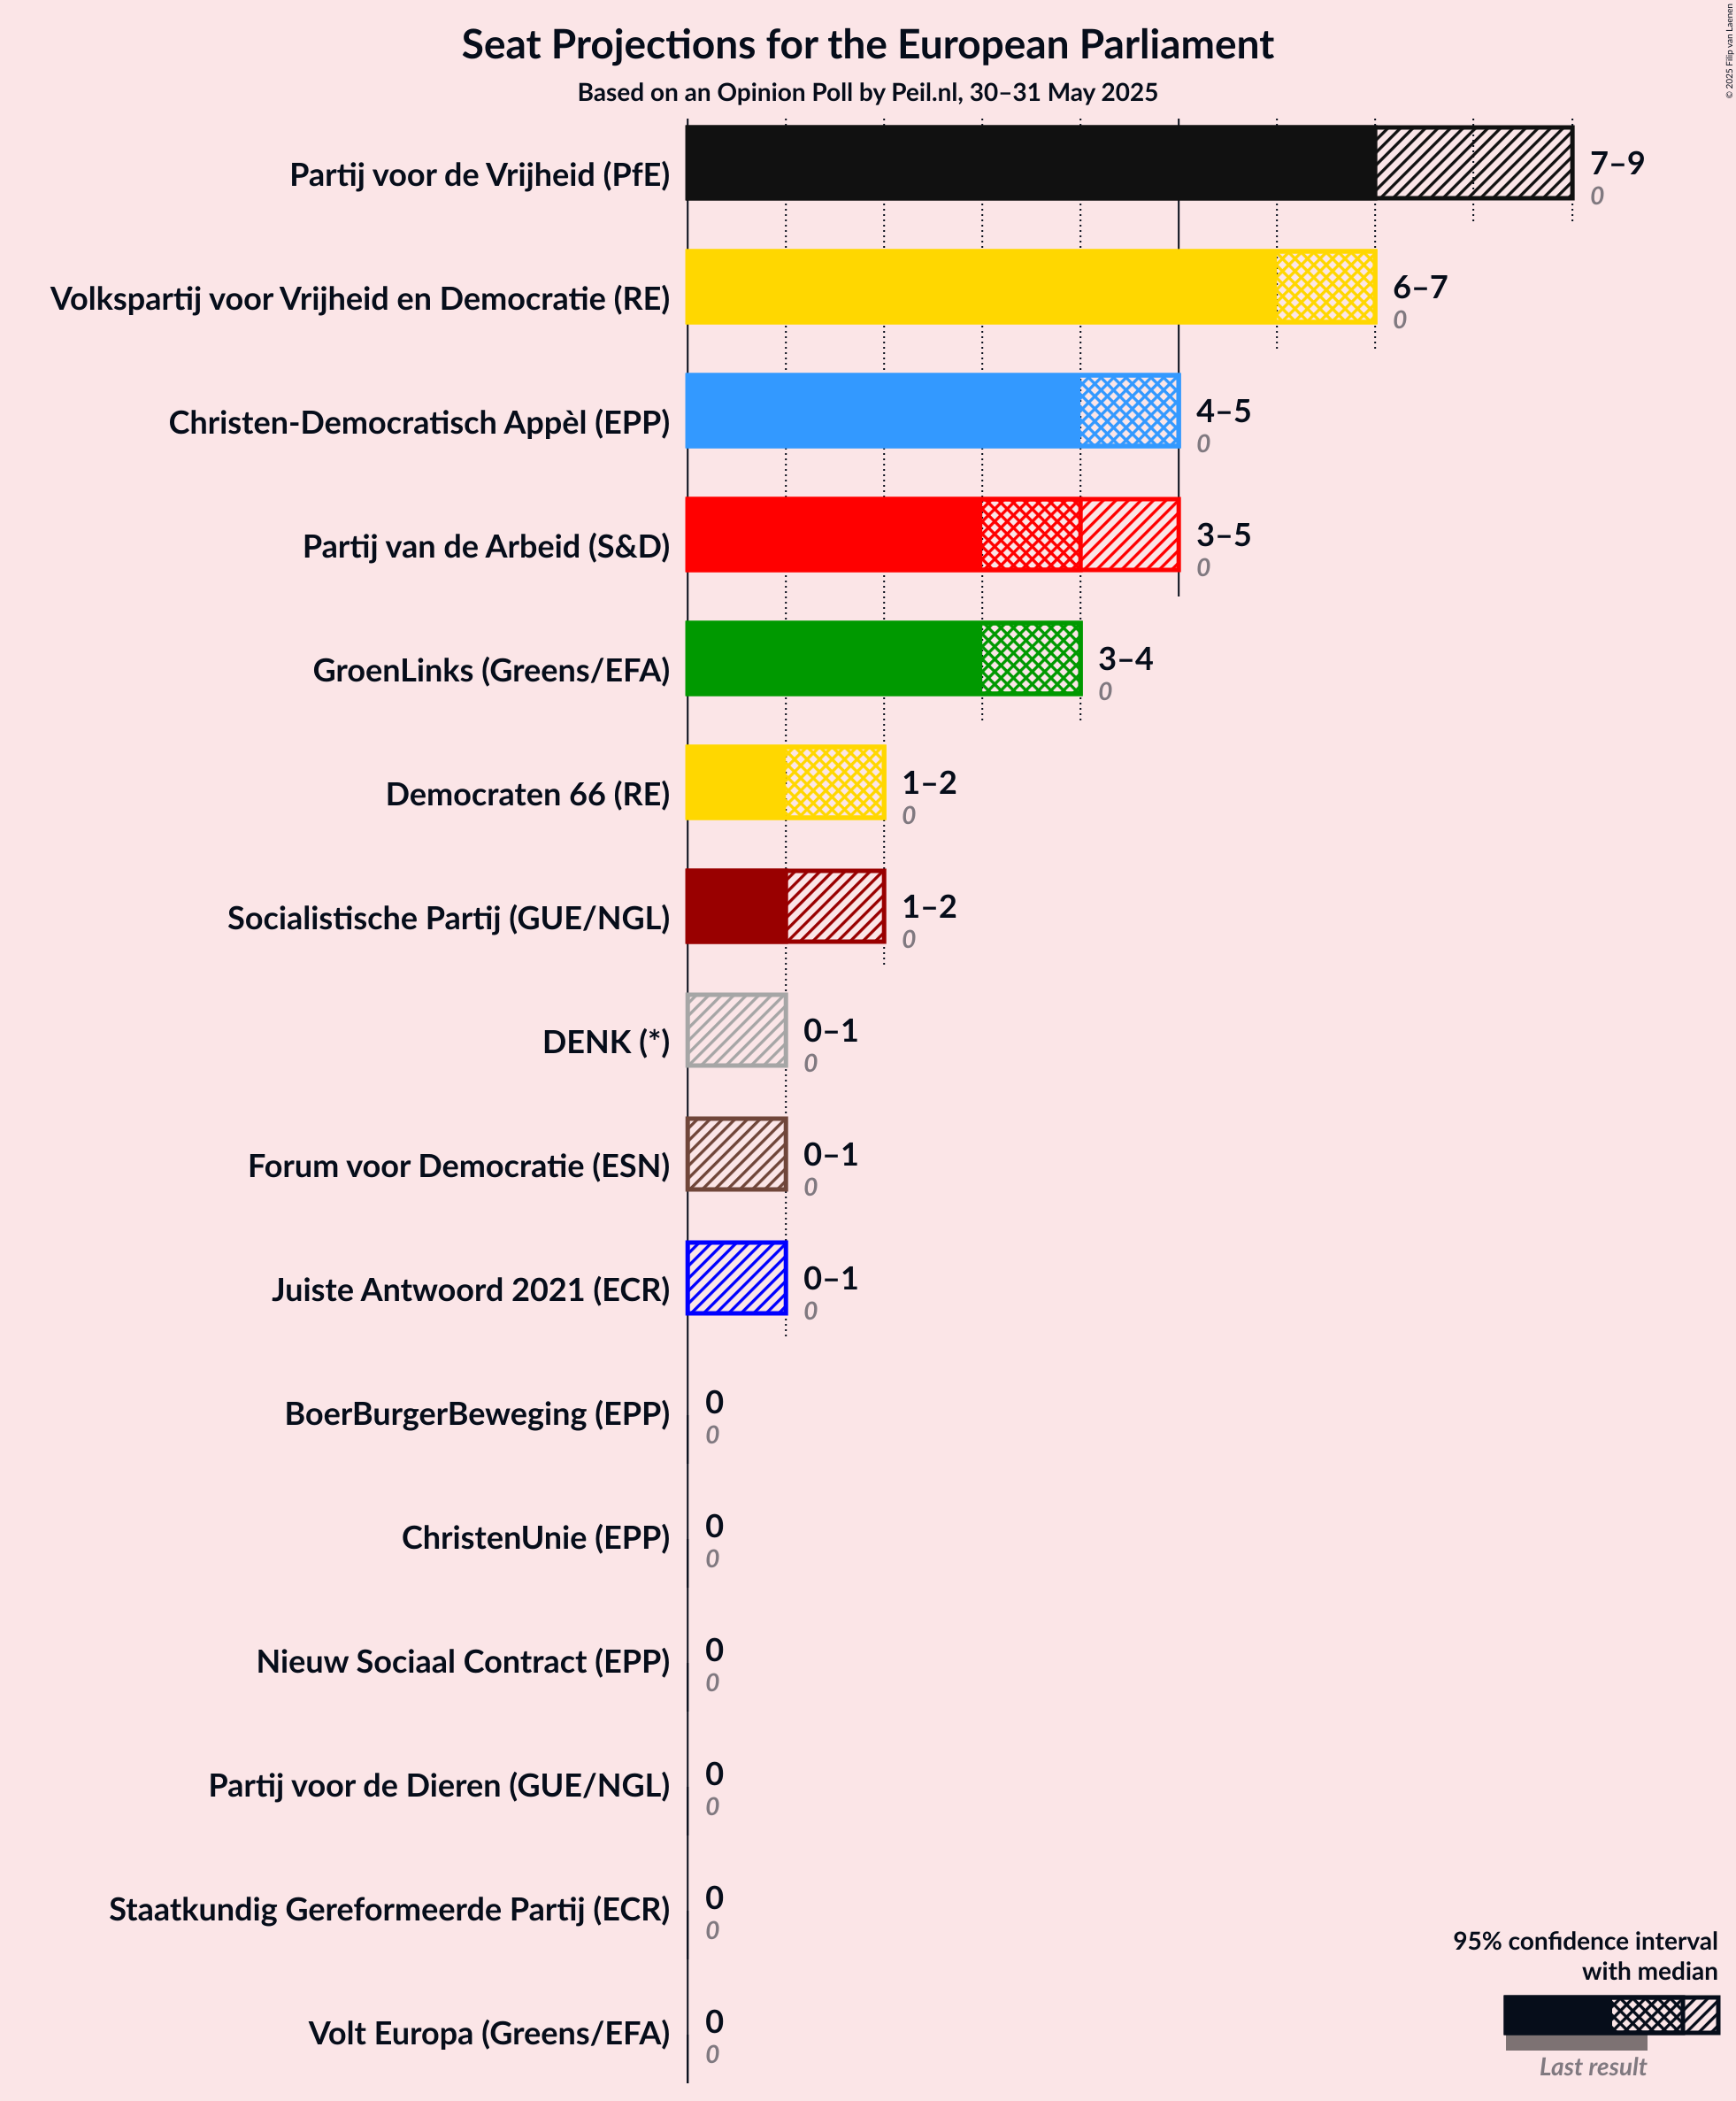 Seat Projections for the European Parliament
Based on an Opinion Poll by Peil.nl, 30–31 May 2025
© 2025 Filip van Laenen
Partij voor de Vrijheid (PfE)
7–9
0
Volkspartij voor Vrijheid en Democratie (RE)
6–7
0
Christen-Democratisch Appèl (EPP)
4–5
0
Partij van de Arbeid (S&D)
3–5
0
GroenLinks (Greens/EFA)
3–4
0
Democraten 66 (RE)
1–2
0
Socialistische Partij (GUE/NGL)
1–2
0
DENK (*)
0–1
0
Forum voor Democratie (ESN)
0–1
0
Juiste Antwoord 2021 (ECR)
0–1
0
BoerBurgerBeweging (EPP)
0
0
ChristenUnie (EPP)
0
0
Nieuw Sociaal Contract (EPP)
0
0
Partij voor de Dieren (GUE/NGL)
0
0
Staatkundig Gereformeerde Partij (ECR)
0
0
Volt Europa (Greens/EFA)
0
0
95% confidence interval
with median
Last result